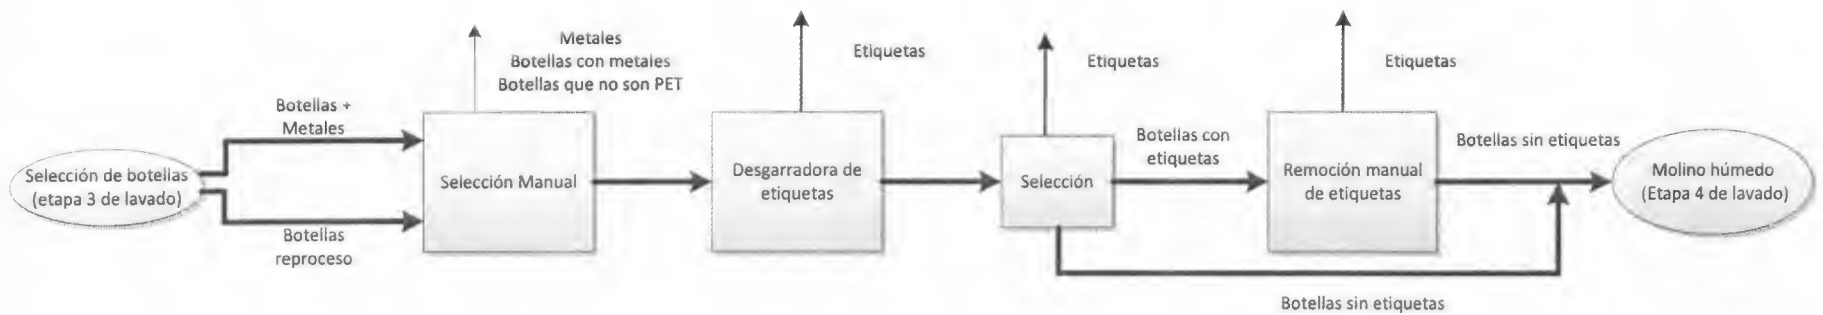 Selección de botellas
(etapa 3 de lavado)
Botellas +
Metales
Botellas
reproceso
Selección Manual
Metales
Botellas con metales
Botellas que no son PET
Desgarradora de
etiquetas
Etiquetas
Selección
Etiquetas
Botellas con
etiquetas
Remoción manual
de etiquetas
Etiquetas
Botellas sin etiquetas
Botellas sin etiquetas
Molino húmedo
(Etapa 4 de lavado)